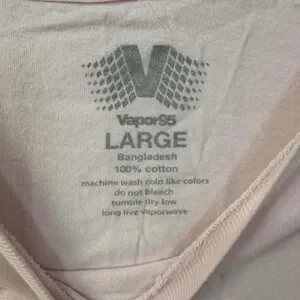 V
Vapor95
LARGE
Bangladesh
100% cotton
machine wash cold like colors
do not bleach
tumble dry low
long live vaporwave